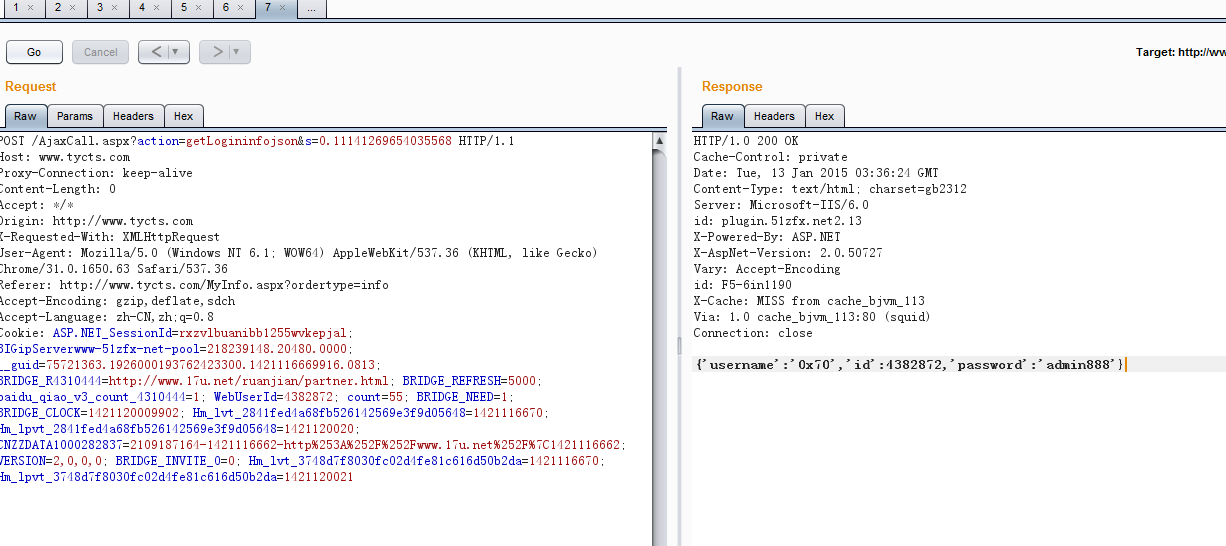 1 × 2 × 3 × 4 × 5 × 6 × 7 × ...
Go Cancel < ▼ > ▼ Target: http://ww
Request
Raw Params Headers Hex
POST /AjaxCall.aspx?action=getLogininfojson&s=0.11141269654035568 HTTP/1.1
Host: www.tycts.com
Proxy-Connection: keep-alive
Content-Length: 0
Accept: */*
Origin: http://www.tycts.com
X-Requested-With: XMLHttpRequest
User-Agent: Mozilla/5.0 (Windows NT 6.1; WOW64) AppleWebKit/537.36 (KHTML, like Gecko)
Chrome/31.0.1650.63 Safari/537.36
Referer: http://www.tycts.com/MyInfo.aspx?ordertype=info
Accept-Encoding: gzip,deflate,sdch
Accept-Language: zh-CN,zh;q=0.8
Cookie: ASP.NET_SessionId=rxzvlbuanibb1255wvkepjal;
BIGipServerwww-51zfx-net-pool=218239148.20480.0000;
__guid=75721363.1926000193762423300.1421116669916.0813;
BRIDGE_R4310444=http://www.17u.net/ruanjian/partner.html; BRIDGE_REFRESH=5000;
baidu_qiao_v3_count_4310444=1; WebUserId=4382872; count=55; BRIDGE_NEED=1;
BRIDGE_CLOCK=1421120009902; Hm_lvt_2841fed4a68fb526142569e3f9d05648=1421116670;
Hm_lpvt_2841fed4a68fb526142569e3f9d05648=1421120020;
CNZZDATA1000282837=2109187164-1421116662-http%253A%252F%252Fwww.17u.net%252F%7C1421116662;
VERSION=2,0,0,0; BRIDGE_INVITE_0=0; Hm_lvt_3748d7f8030fc02d4fe81c616d50b2da=1421116670;
Hm_lpvt_3748d7f8030fc02d4fe81c616d50b2da=1421120021
Response
Raw Headers Hex
HTTP/1.0 200 OK
Cache-Control: private
Date: Tue, 13 Jan 2015 03:36:24 GMT
Content-Type: text/html; charset=gb2312
Server: Microsoft-IIS/6.0
id: plugin.51zfx.net2.13
X-Powered-By: ASP.NET
X-AspNet-Version: 2.0.50727
Vary: Accept-Encoding
id: F5-6in1190
X-Cache: MISS from cache_bjvm_113
Via: 1.0 cache_bjvm_113:80 (squid)
Connection: close
{'username':'0x70','id':4382872,'password':'admin888'}